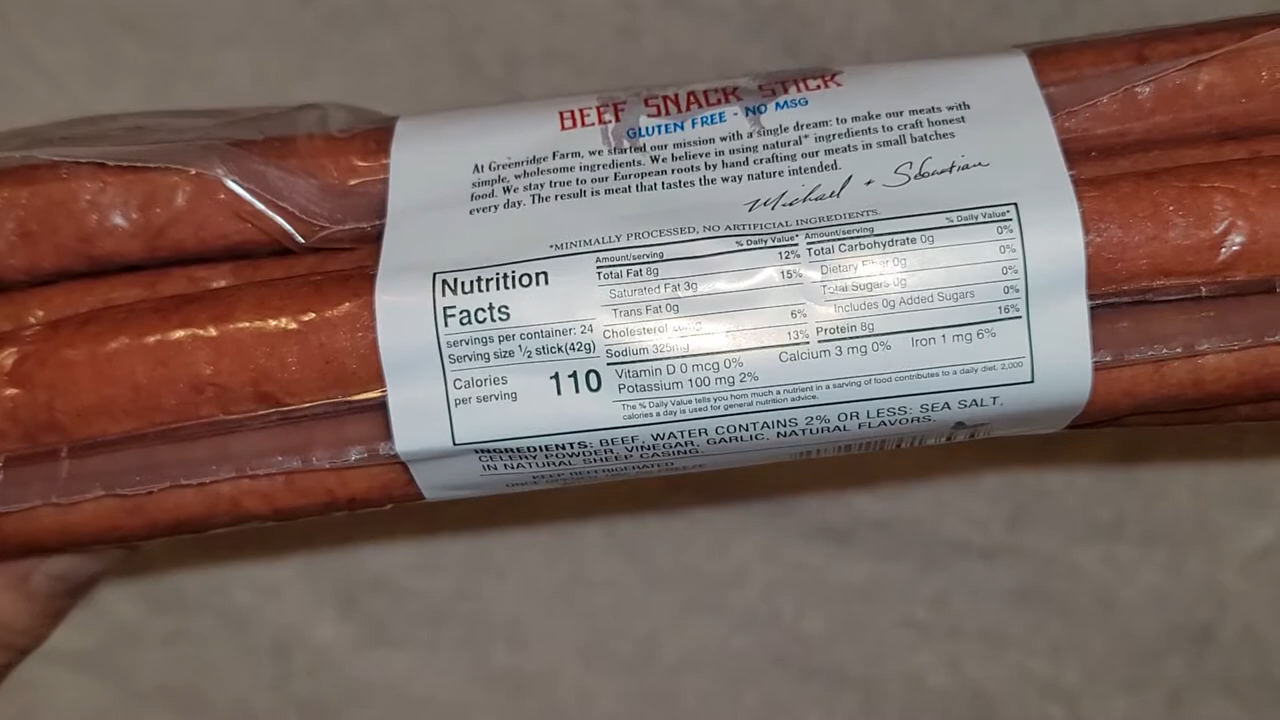 BEEF SNACK STICK
GLUTEN FREE - NO MSG
At Greenridge Farm, we started our mission with a single dream: to make our meats with
simple, wholesome ingredients. We believe in using natural* ingredients to craft honest
food. We stay true to our European roots by hand crafting our meats in small batches
every day. The result is meat that tastes the way nature intended.
Michael + Sebastian
*MINIMALLY PROCESSED, NO ARTIFICIAL INGREDIENTS.
Nutrition
Facts
servings per container: 24
Serving size 1/2 stick(42g)
Calories
per serving
110
Amount/serving % Daily Value*
Total Fat 8g 12%
Saturated Fat 3g 15%
Trans Fat 0g
Cholesterol 6%
Sodium 325mg 13%
Amount/serving % Daily Value*
Total Carbohydrate 0g 0%
Dietary Fiber 0g 0%
Total Sugars 0g 0%
Includes 0g Added Sugars 0%
Protein 8g 16%
Vitamin D 0 mcg 0% Calcium 3 mg 0% Iron 1 mg 6%
Potassium 100 mg 2%
The % Daily Value tells you hom much a nutrient in a sarving of food contributes to a daily diet, 2,000
calories a day is used for general nutrition advice.
INGREDIENTS: BEEF, WATER CONTAINS 2% OR LESS: SEA SALT,
CELERY POWDER, VINEGAR, GARLIC, NATURAL FLAVORS.
IN NATURAL SHEEP CASING.
KEEP REFRIGERATED
ONCE OPENED